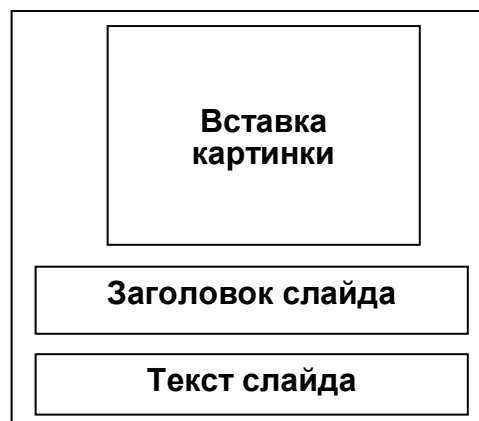 Вставка
картинки
Заголовок слайда
Текст слайда